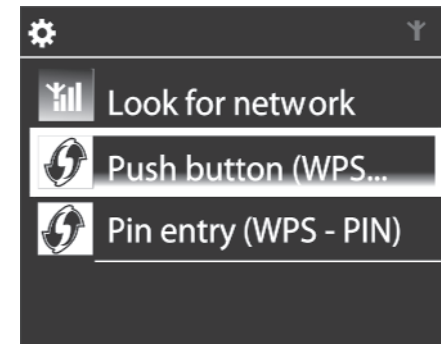 Look for network
Push button (WPS...
Pin entry (WPS - PIN)